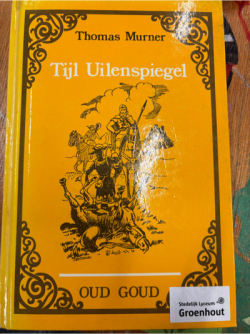 Thomas Murner
Tijl Uilenspiegel
OUD GOUD
Stedelijk Lyceum
Groenhout